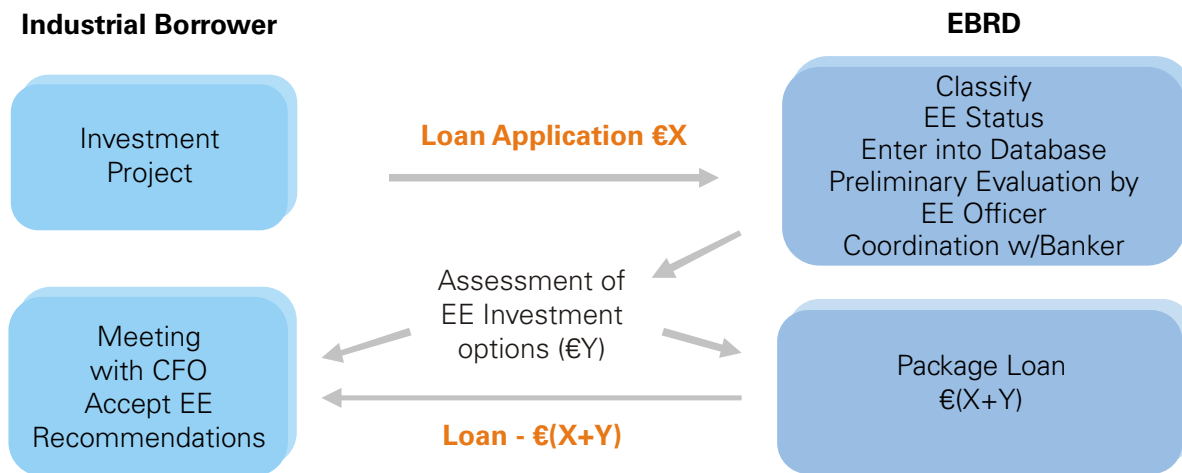 Industrial Borrower
EBRD
Investment
Project
Loan Application €X
Classify
EE Status
Enter into Database
Preliminary Evaluation by
EE Officer
Coordination w/Banker
Assessment of
EE Investment
options (€Y)
Meeting
with CFO
Accept EE
Recommendations
Package Loan
€(X+Y)
Loan - €(X+Y)